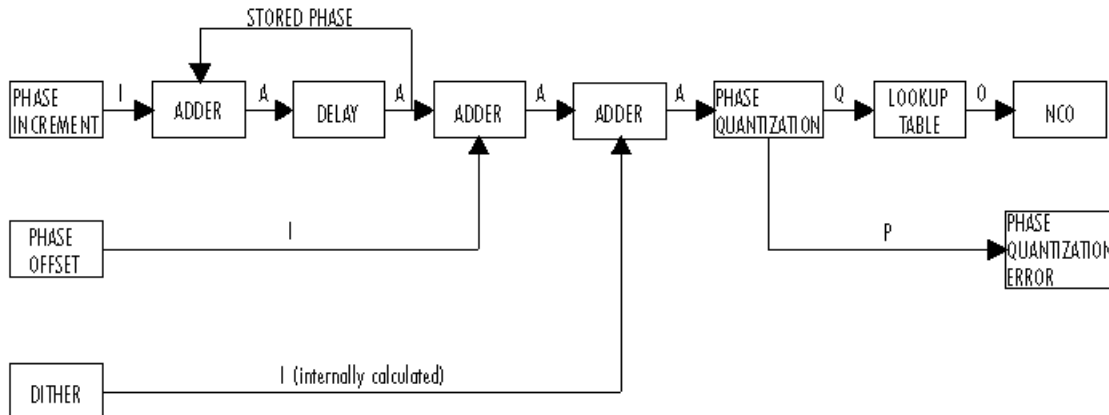 STORED PHASE
PHASE
INCREMENT
I
ADDER
A
DELAY
A
ADDER
A
ADDER
A
PHASE
QUANTIZATION
Q
LOOKUP
TABLE
O
NCO
PHASE
OFFSET
I
P
PHASE
QUANTIZATION
ERROR
DITHER
I (internally calculated)